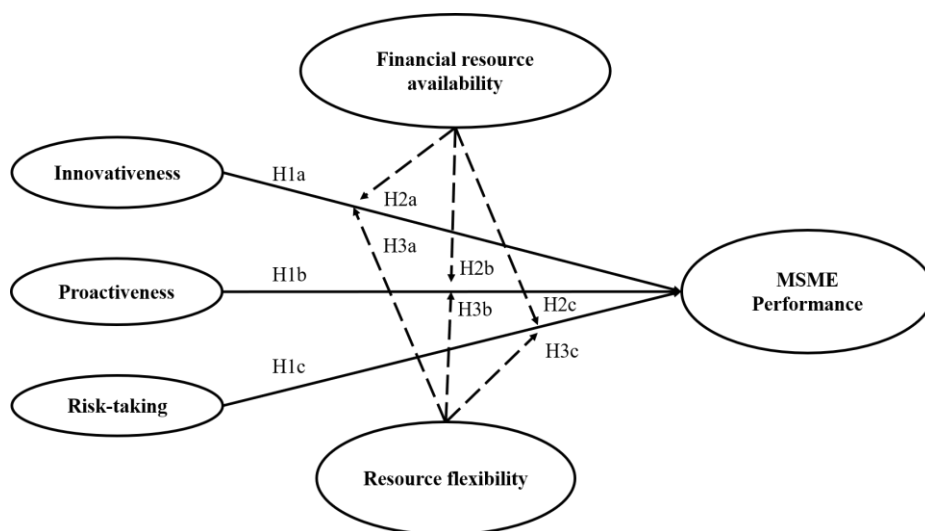 Financial resource
availability
Innovativeness
H1a
H2a
H3a
Proactiveness
H1b
H2b
H3b
H2c
MSME
Performance
H1c
H3c
Risk-taking
Resource flexibility